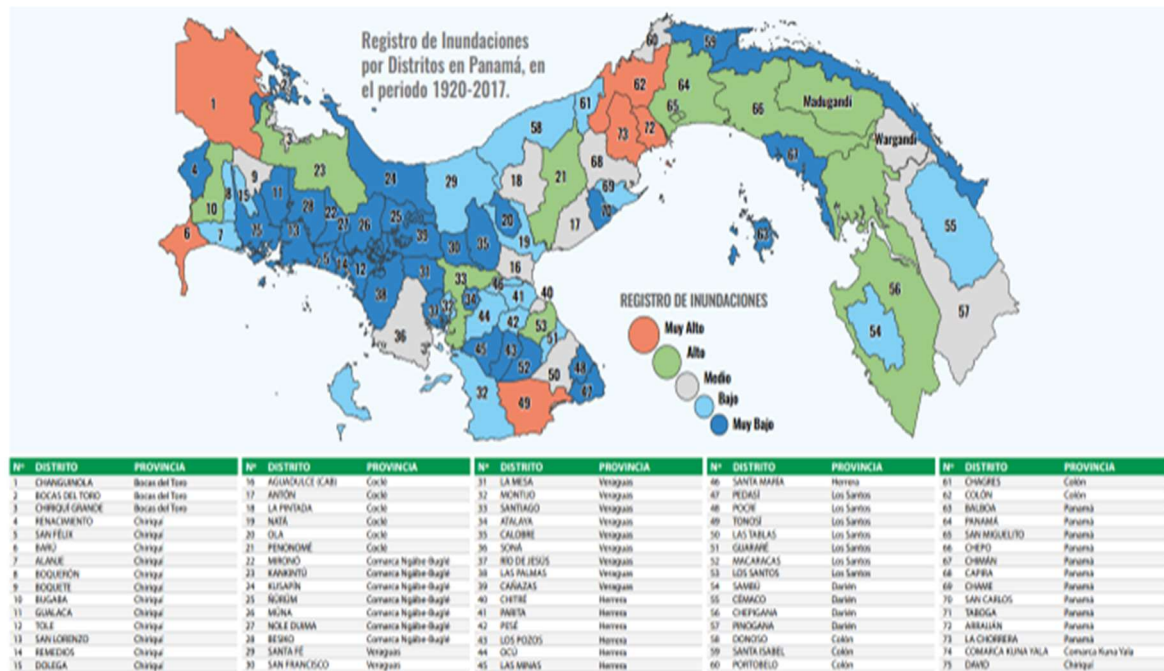 Registro de Inundaciones
por Distritos en Panamá, en
el periodo 1920-2017.
REGISTRO DE INUNDACIONES
Muy Alto
Alto
Medio
Bajo
Muy Bajo
Madugandi
Wargandi
Nº DISTRITO PROVINCIA
1 CHANGUINOLA Bocas del Toro
2 BOCAS DEL TORO Bocas del Toro
3 CHIRIQUÍ GRANDE Bocas del Toro
4 RENACIMIENTO Chiriquí
5 SAN FÉLIX Chiriquí
6 BARÚ Chiriquí
7 ALANJE Chiriquí
8 BOQUERÓN Chiriquí
9 BOQUETE Chiriquí
10 BUGABA Chiriquí
11 GUALACA Chiriquí
12 TOLE Chiriquí
13 SAN LORENZO Chiriquí
14 REMEDIOS Chiriquí
15 DOLEGA Chiriquí
Nº DISTRITO PROVINCIA
16 AGUADULCE (CAB) Coclé
17 ANTÓN Coclé
18 LA PINTADA Coclé
19 NATÁ Coclé
20 OLA Coclé
21 PENONOMÉ Coclé
22 MIRONÓ Comarca Ngäbe-Buglé
23 KANKINTÚ Comarca Ngäbe-Buglé
24 KUSAPÍN Comarca Ngäbe-Buglé
25 ÑÜRÜM Comarca Ngäbe-Buglé
26 MÜNA Comarca Ngäbe-Buglé
27 NOLE DUIMA Comarca Ngäbe-Buglé
28 BESIKO Comarca Ngäbe-Buglé
29 SANTA FÉ Veraguas
30 SAN FRANCISCO Veraguas
Nº DISTRITO PROVINCIA
31 LA MESA Veraguas
32 MONTIJO Veraguas
33 SANTIAGO Veraguas
34 ATALAYA Veraguas
35 CALOBRE Veraguas
36 SONÁ Veraguas
37 RÍO DE JESÚS Veraguas
38 LAS PALMAS Veraguas
39 CAÑAZAS Veraguas
40 CHITRÉ Herrera
41 PARITA Herrera
42 PESÉ Herrera
43 LOS POZOS Herrera
44 OCÚ Herrera
45 LAS MINAS Herrera
Nº DISTRITO PROVINCIA
46 SANTA MARÍA Herrera
47 PEDASÍ Los Santos
48 POCRÍ Los Santos
49 TONOSÍ Los Santos
50 LAS TABLAS Los Santos
51 GUARARÉ Los Santos
52 MACARACAS Los Santos
53 LOS SANTOS Los Santos
54 SAMBÚ Darién
55 CÉMACO Darién
56 CHEPIGANA Darién
57 PINOGANA Darién
58 DONOSO Colón
59 SANTA ISABEL Colón
60 PORTOBELO Colón
Nº DISTRITO PROVINCIA
61 CHAGRES Colón
62 COLÓN Colón
63 BALBOA Panamá
64 PANAMÁ Panamá
65 SAN MIGUELITO Panamá
66 CHEPO Panamá
67 CHIMÁN Panamá
68 CAPIRA Panamá
69 CHAME Panamá
70 SAN CARLOS Panamá
71 TABOGA Panamá
72 ARRAIJÁN Panamá
73 LA CHORRERA Panamá
74 COMARCA KUNA YALA Comarca Kuna Yala
75 DAVID Chiriquí